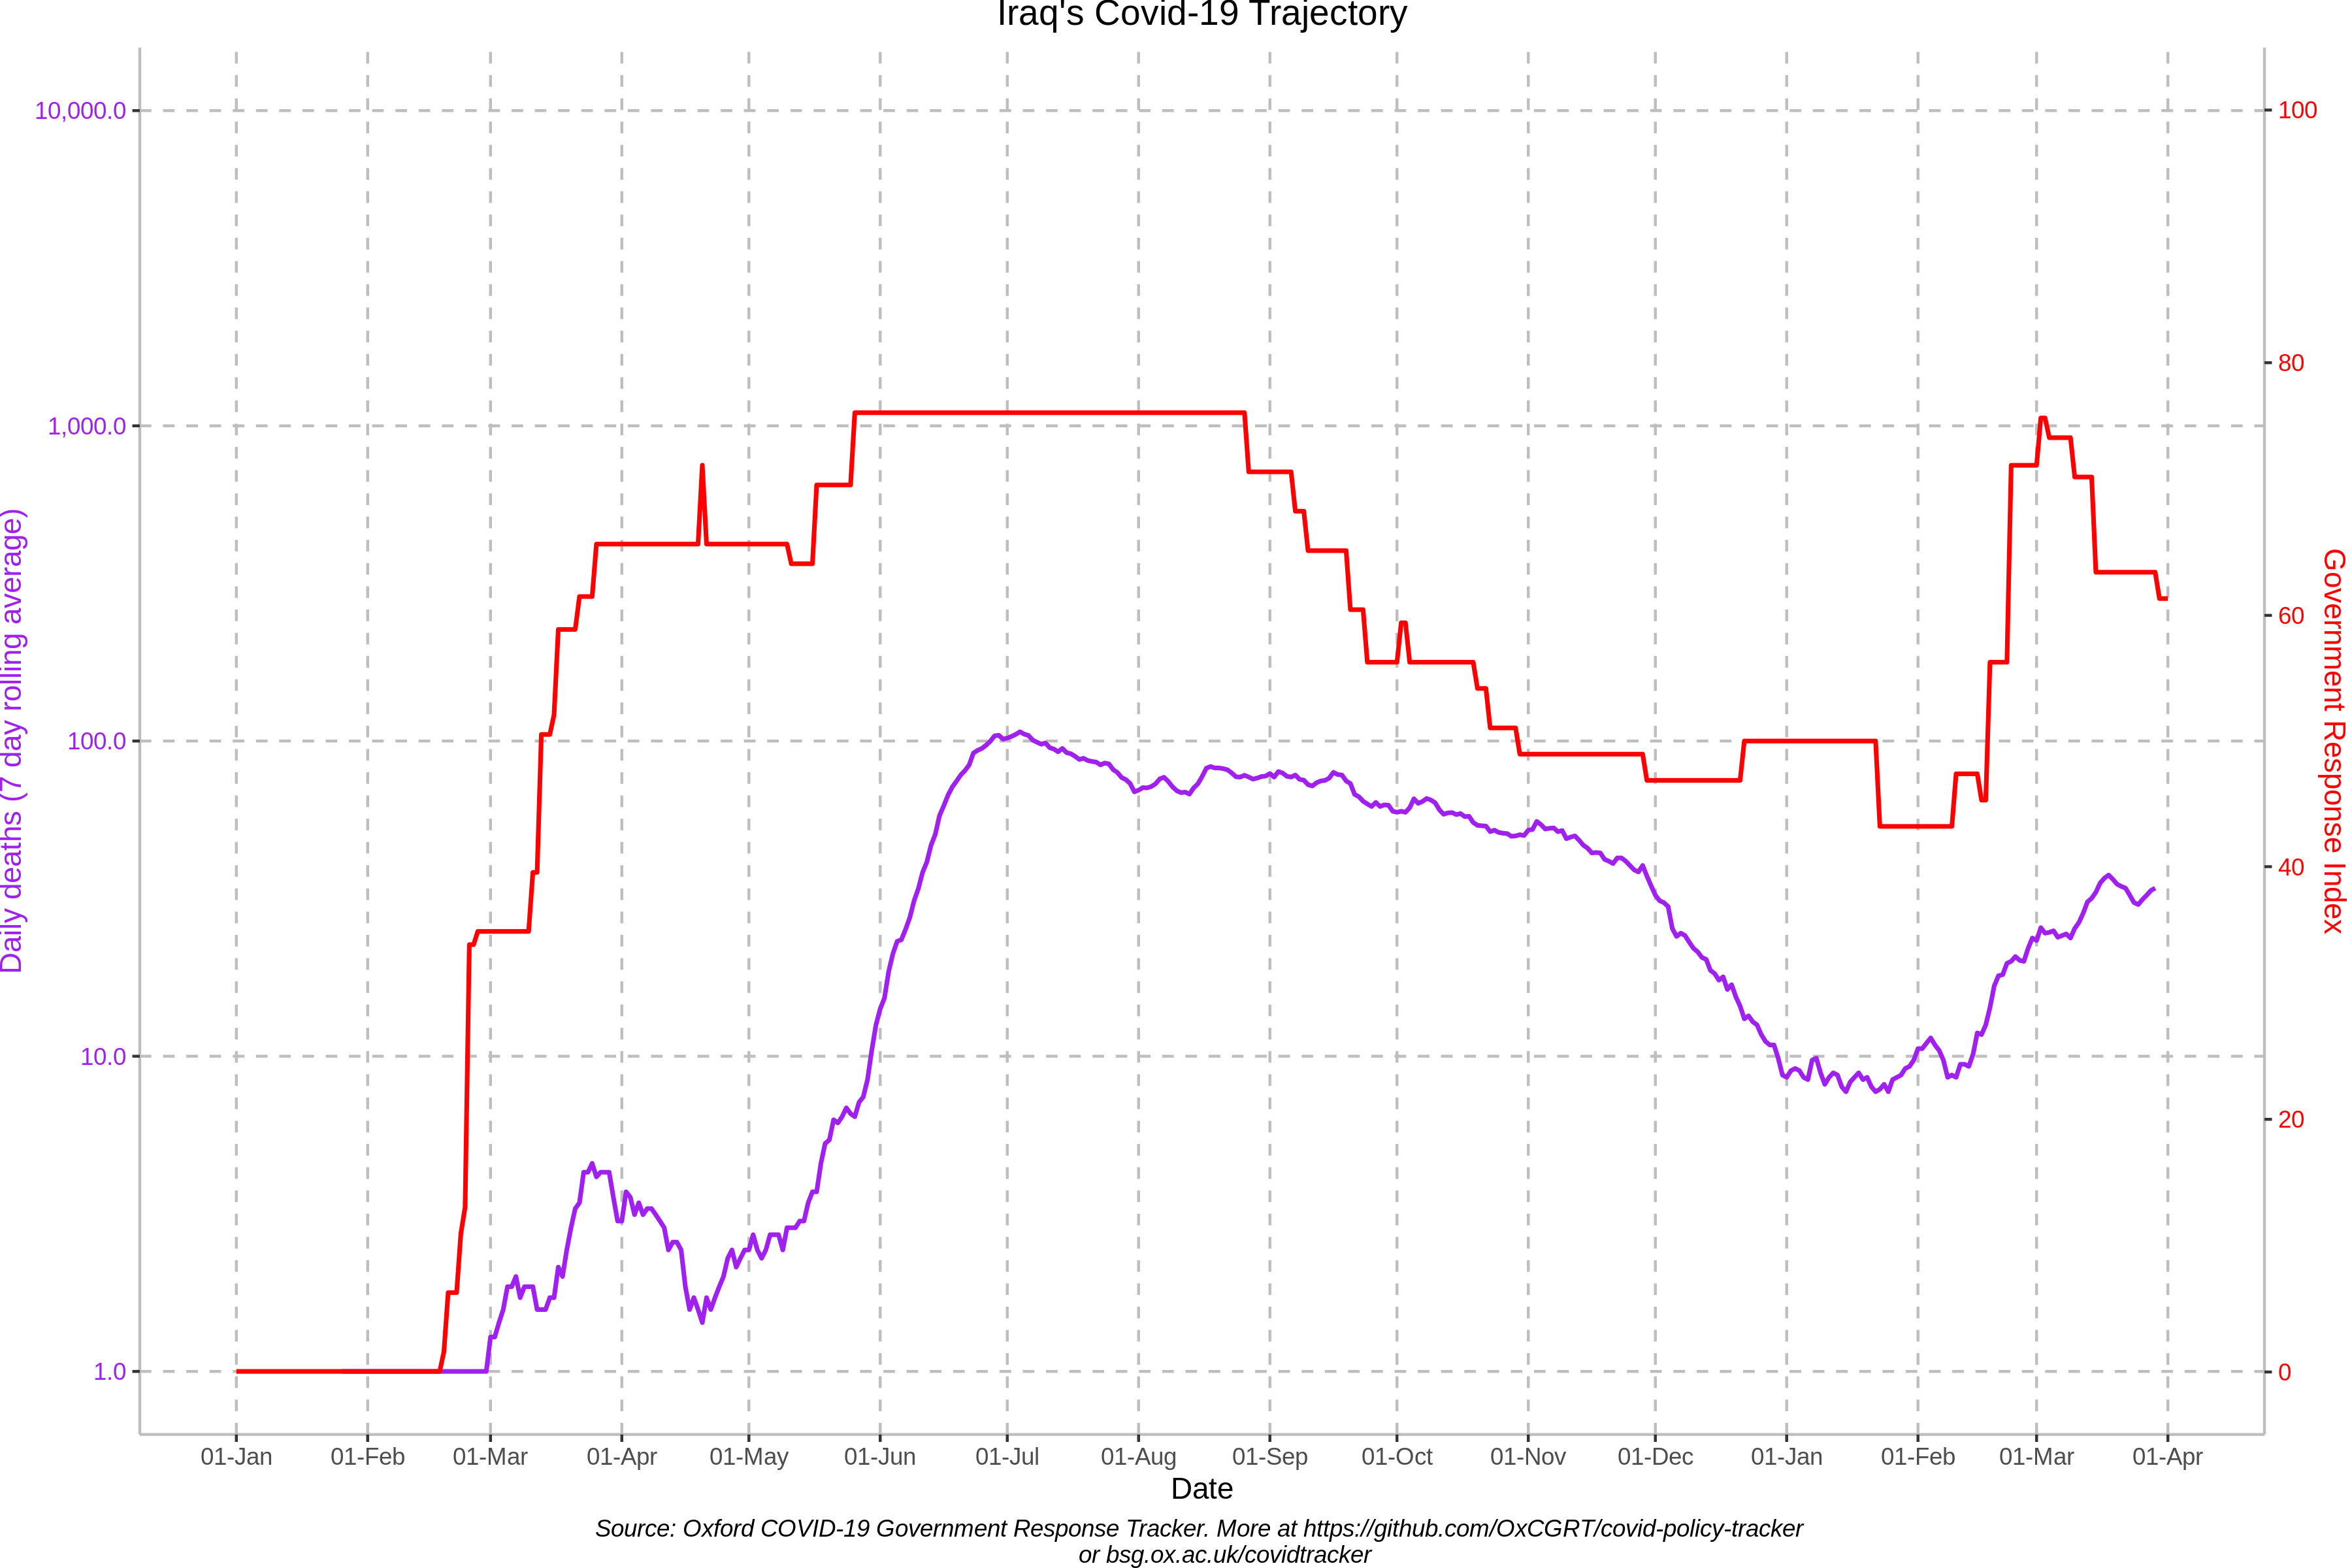 Iraq's Covid-19 Trajectory
10,000.0
1,000.0
100.0
10.0
1.0
Daily deaths (7 day rolling average)
100
80
60
40
20
0
Government Response Index
01-Jan 01-Feb 01-Mar 01-Apr 01-May 01-Jun 01-Jul 01-Aug 01-Sep 01-Oct 01-Nov 01-Dec 01-Jan 01-Feb 01-Mar 01-Apr
Date
Source: Oxford COVID-19 Government Response Tracker. More at https://github.com/OxCGRT/covid-policy-tracker
or bsg.ox.ac.uk/covidtracker